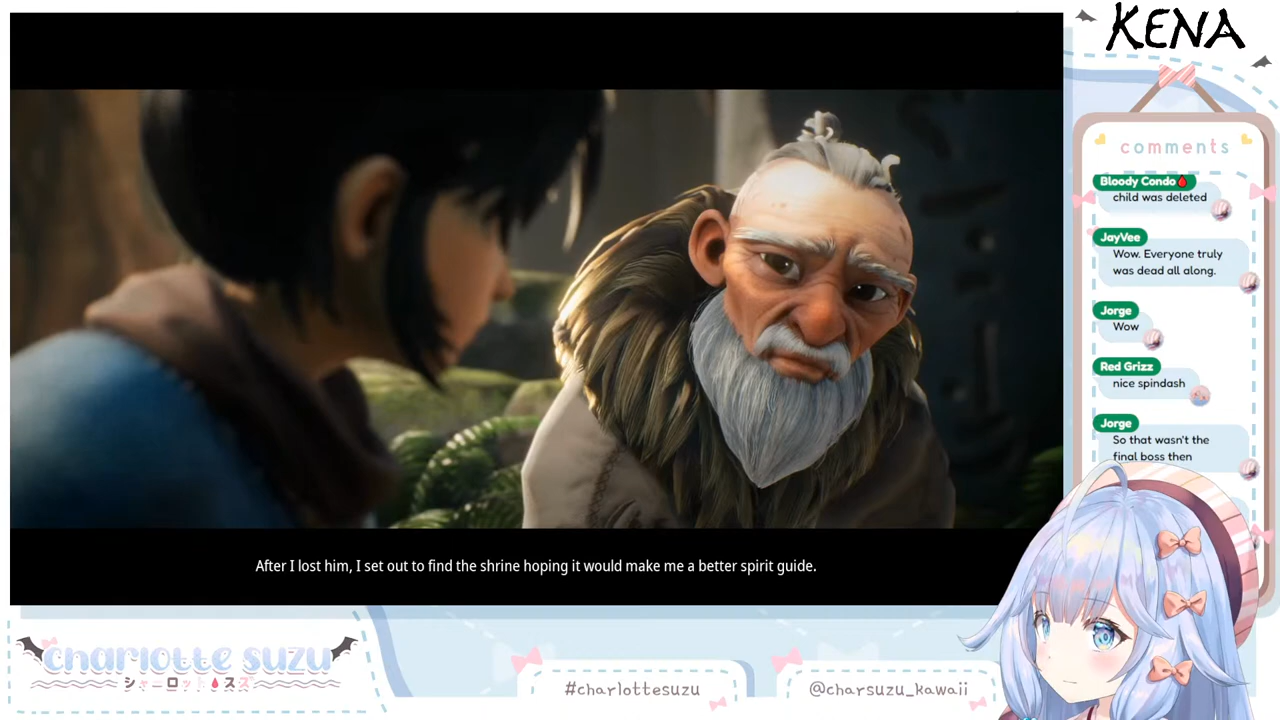 KENA
comments
Bloody Condo🩸
child was deleted
JayVee
Wow. Everyone truly
was dead all along.
Jorge
Wow
Red Grizz
nice spindash
Jorge
So that wasn't the
final boss then
After I lost him, I set out to find the shrine hoping it would make me a better spirit guide.
charlotte suzu
シャーロット🩸スズ
#charlottesuzu
@charsuzu_kawaii